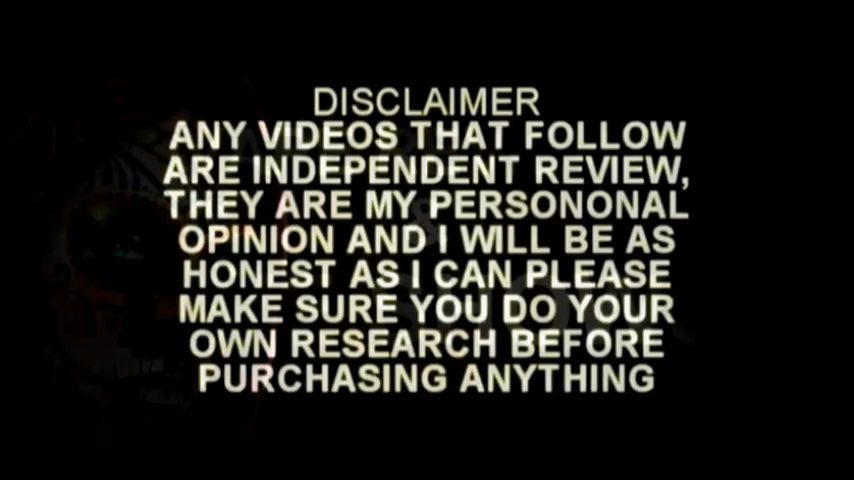 DISCLAIMER
ANY VIDEOS THAT FOLLOW
ARE INDEPENDENT REVIEW,
THEY ARE MY PERSONONAL
OPINION AND I WILL BE AS
HONEST AS I CAN PLEASE
MAKE SURE YOU DO YOUR
OWN RESEARCH BEFORE
PURCHASING ANYTHING